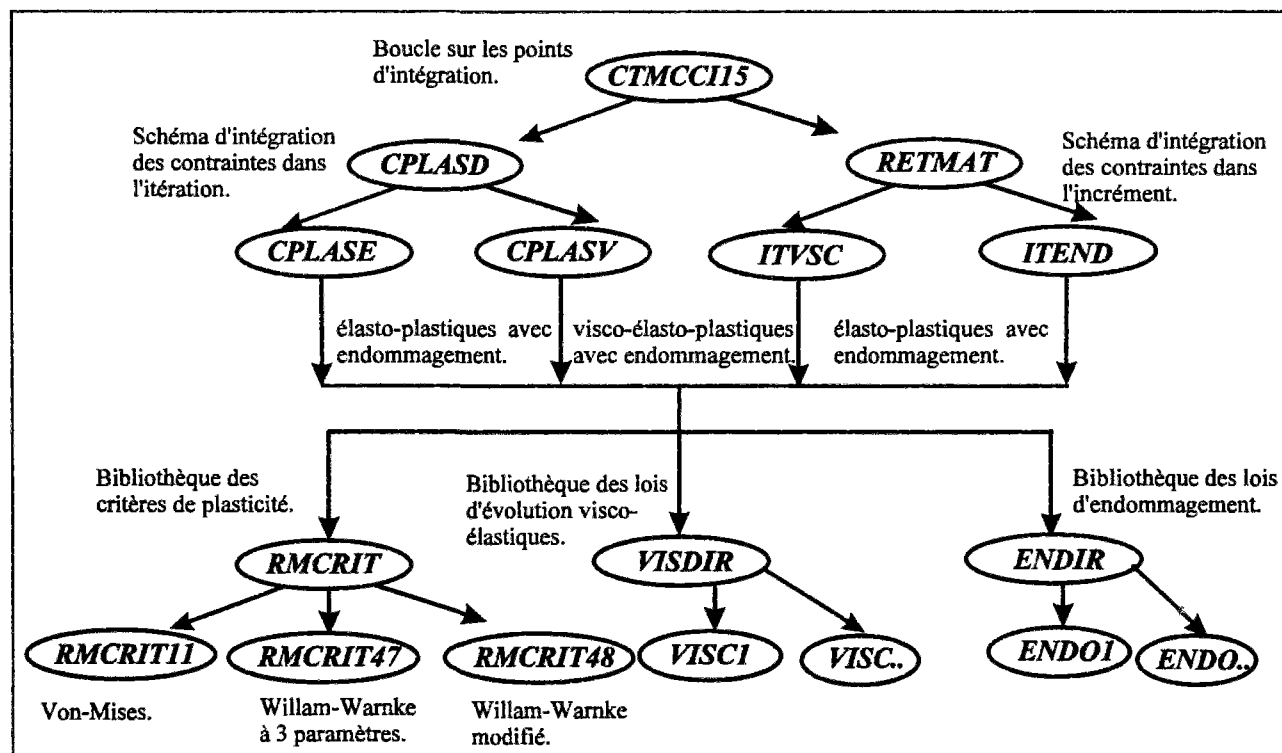 Boucle sur les points
d'intégration.
CTMCCI15
Schéma d'intégration
des contraintes dans
l'itération.
CPLASD
RETMAT
Schéma d'intégration
des contraintes dans
l'incrément.
CPLASE
CPLASV
ITVSC
ITEND
élasto-plastiques avec
endommagement.
visco-élasto-plastiques
avec endommagement.
élasto-plastiques avec
endommagement.
Bibliothèque des
critères de plasticité.
Bibliothèque des lois
d'évolution visco-
élastiques.
Bibliothèque des lois
d'endommagement.
RMCRIT
VISDIR
ENDIR
RMCRIT11
RMCRIT47
RMCRIT48
VISC1
VISC..
ENDO1
ENDO..
Von-Mises.
Willam-Warnke
à 3 paramètres.
Willam-Warnke
modifié.